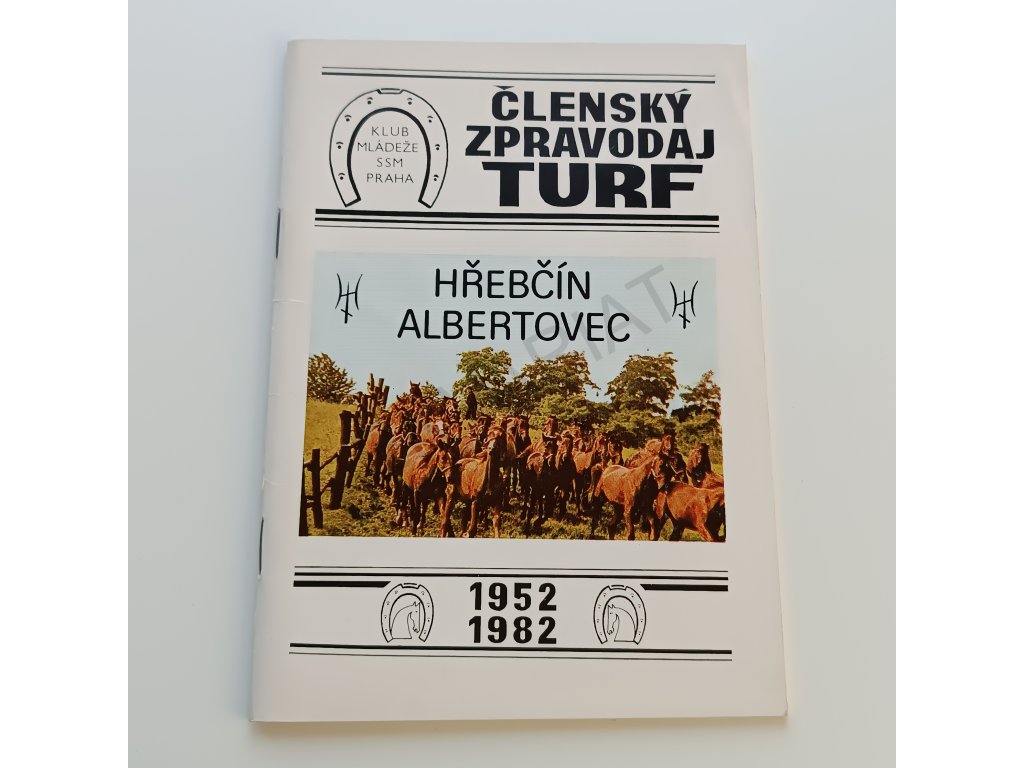 KLUB
MLÁDEŽE
SSM
PRAHA
ČLENSKÝ
ZPRAVODAJ
TURF
HŘEBČÍN
ALBERTOVEC
1952
1982